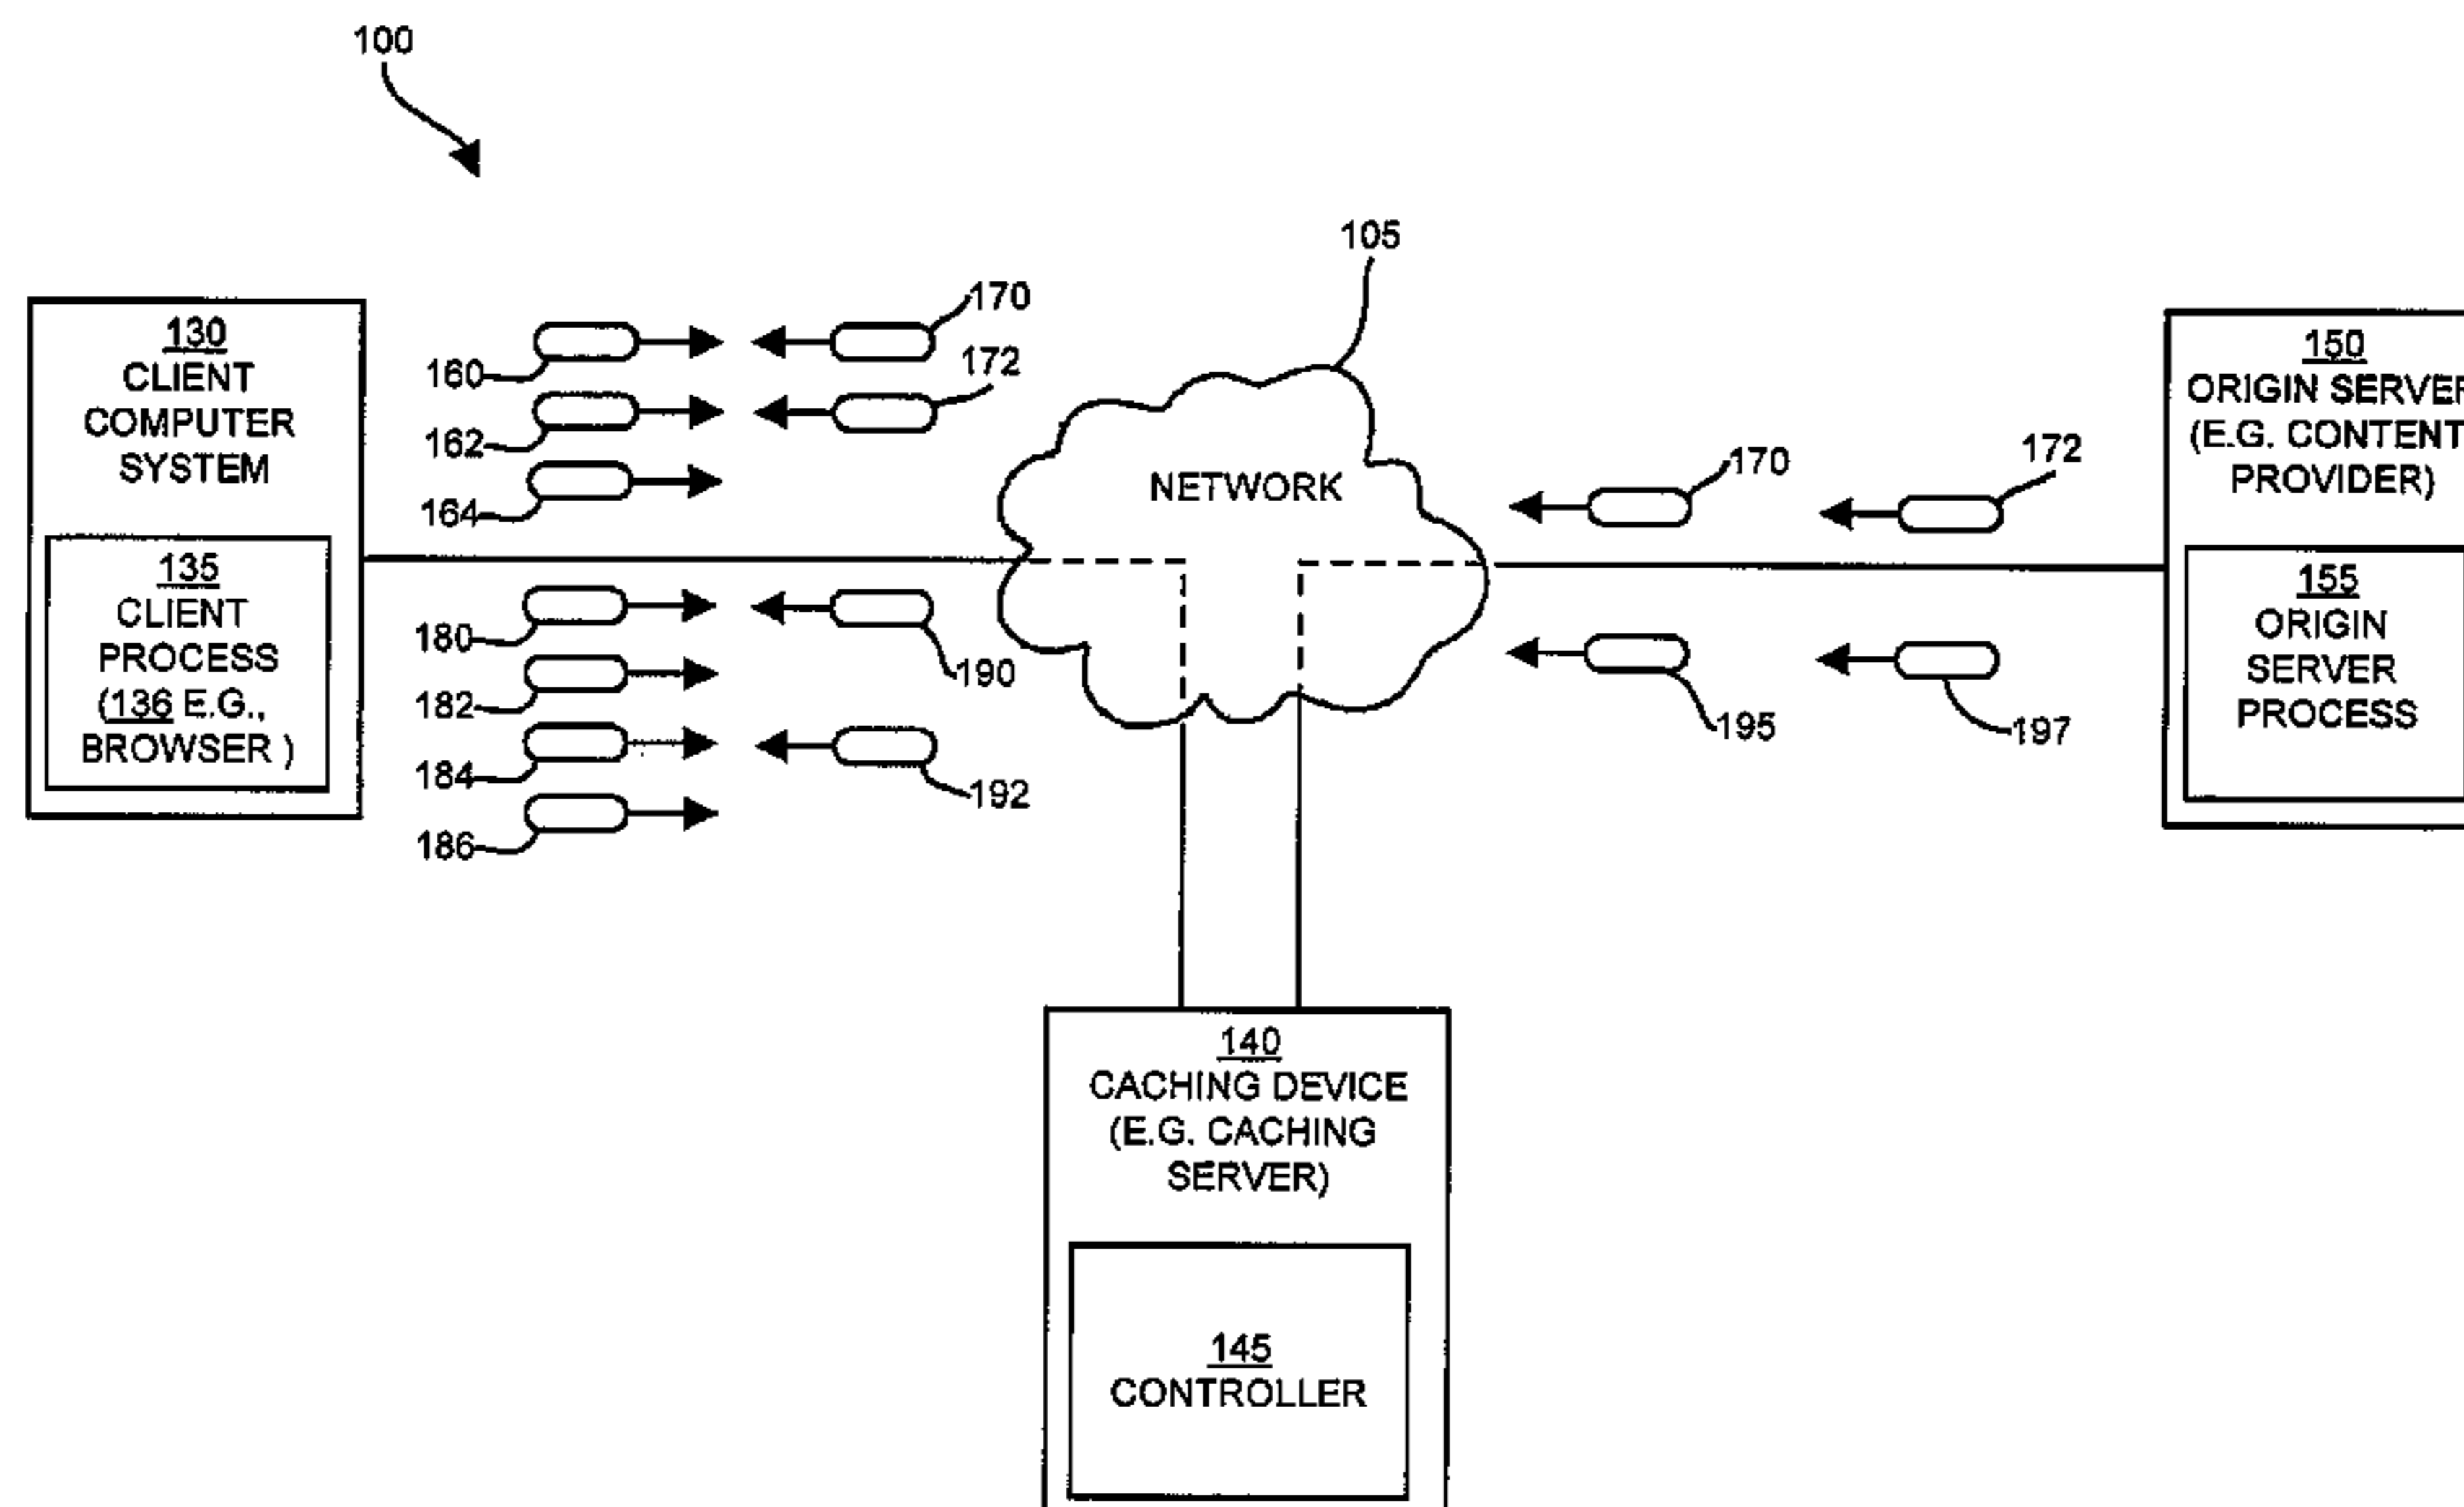 100
105
130
CLIENT
COMPUTER
SYSTEM
135
CLIENT
PROCESS
(136 E.G.,
BROWSER )
160
170
162
172
164
180
190
182
184
192
186
NETWORK
170
172
195
197
150
ORIGIN SERVER
(E.G. CONTENT
PROVIDER)
155
ORIGIN
SERVER
PROCESS
140
CACHING DEVICE
(E.G. CACHING
SERVER)
145
CONTROLLER